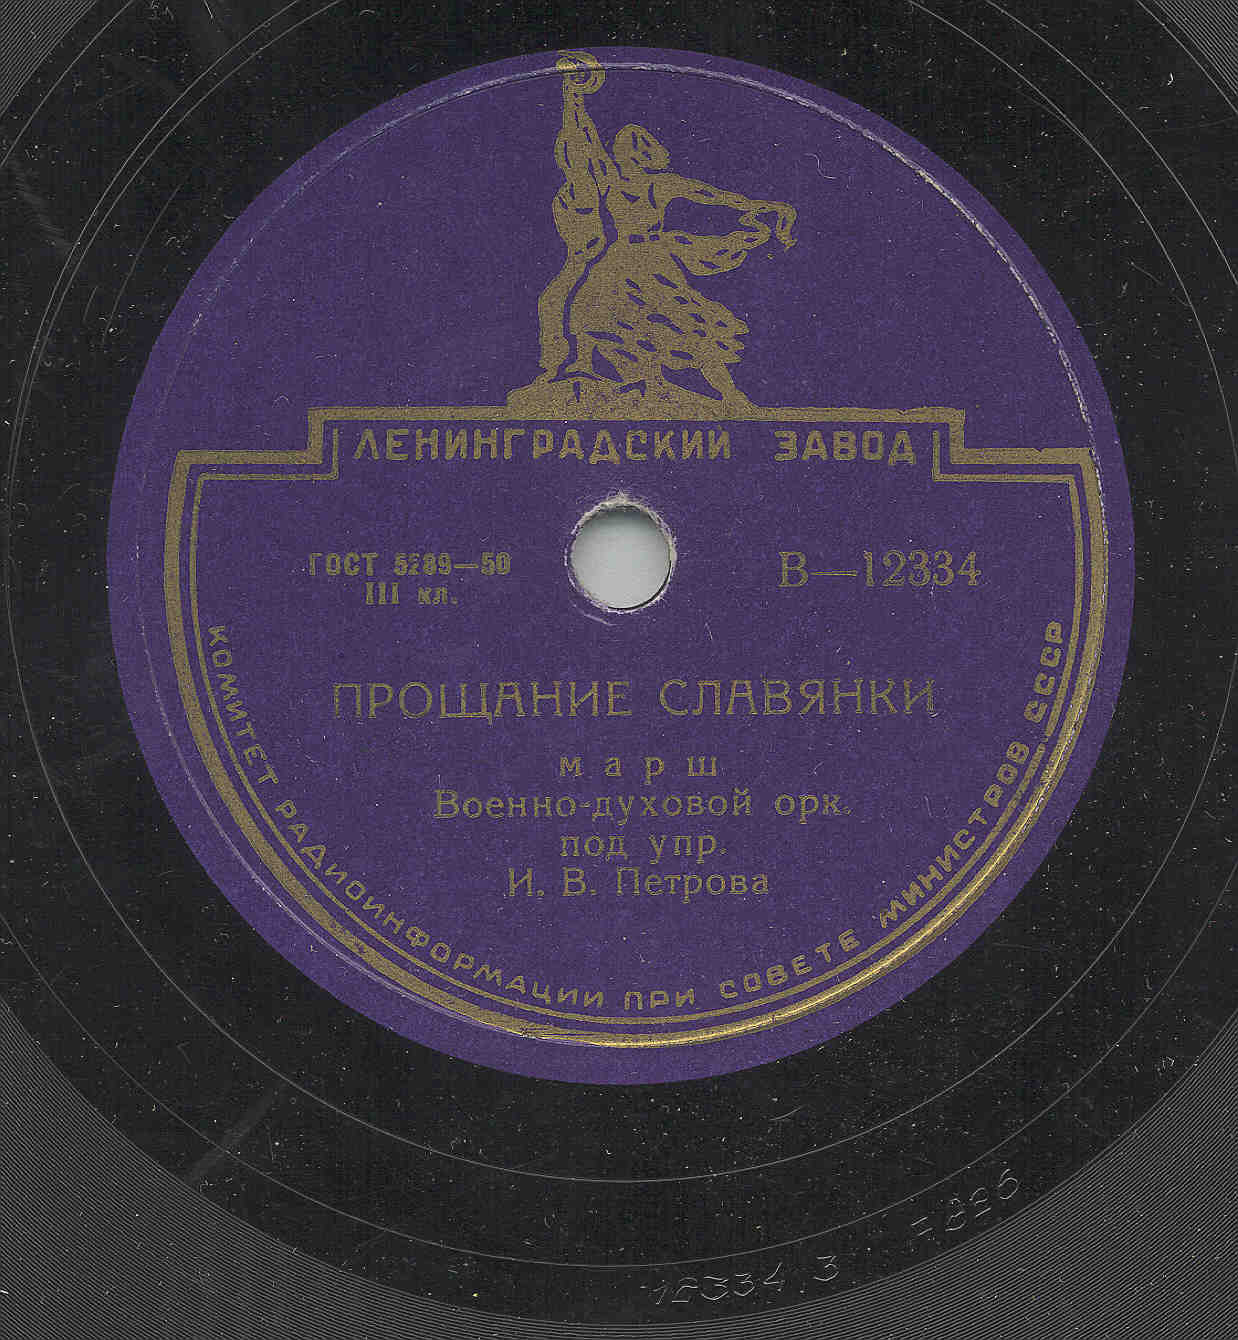 ЛЕНИНГРАДСКИЙ ЗАВОД
ГОСТ 5289—50
III кл.
В—12334
ПРОЩАНИЕ СЛАВЯНКИ
марш
Военно-духовой орк.
под упр.
И. В. Петрова
КОМИТЕТ РАДИОИНФОРМАЦИИ ПРИ СОВЕТЕ МИНИСТРОВ СССР
12334 3